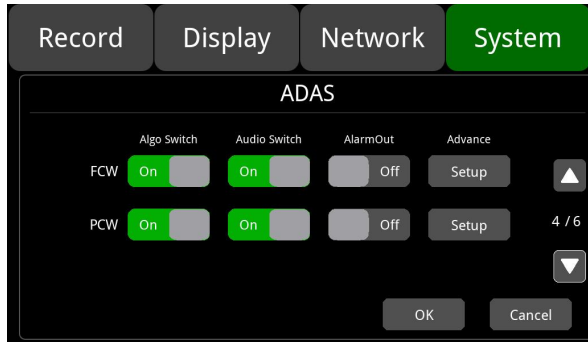 Record Display Network System
ADAS
Algo Switch Audio Switch AlarmOut Advance
FCW On On Off Setup
PCW On On Off Setup
4 / 6
OK Cancel